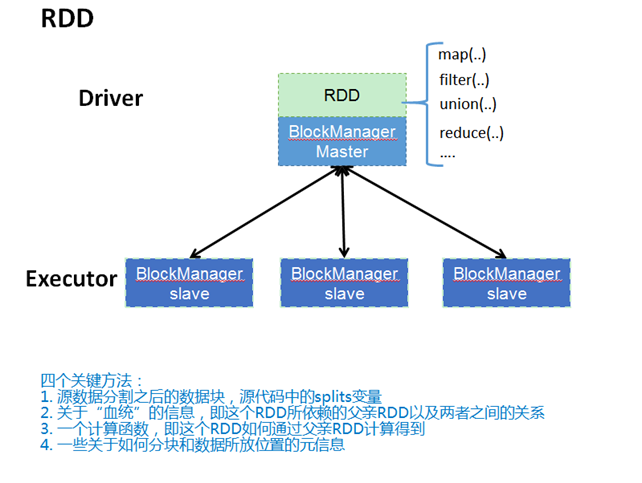 RDD
Driver
RDD
BlockManager
Master
map(..)
filter(..)
union(..)
reduce(..)
....
Executor
BlockManager
slave
BlockManager
slave
BlockManager
slave
四个关键方法：
1. 源数据分割之后的数据块，源代码中的splits变量
2. 关于“血统”的信息，即这个RDD所依赖的父亲RDD以及两者之间的关系
3. 一个计算函数，即这个RDD如何通过父亲RDD计算得到
4. 一些关于如何分块和数据所放位置的元信息